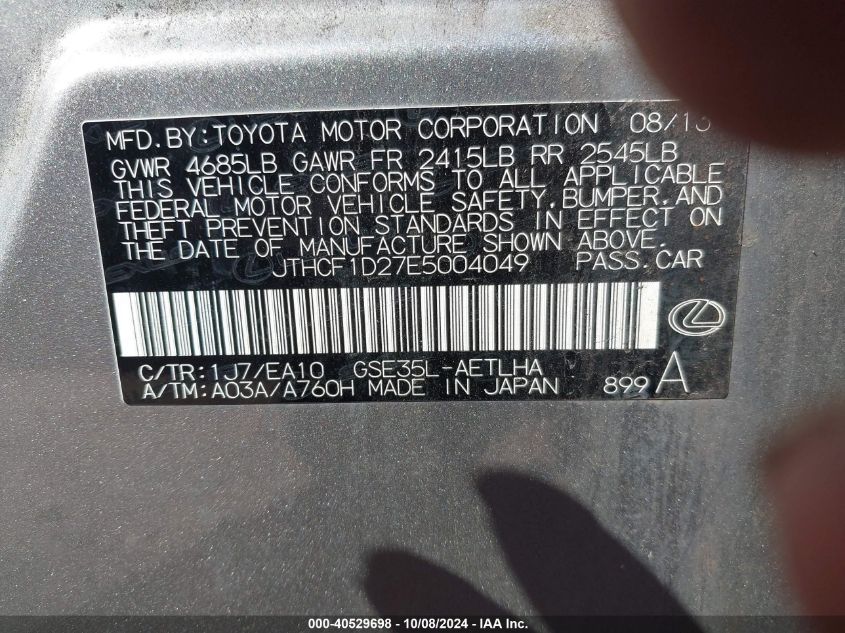 MFD.BY:TOYOTA MOTOR CORPORATION 08/13
GVWR 4685LB GAWR FR 2415LB RR 2545LB
THIS VEHICLE CONFORMS TO ALL APPLICABLE
FEDERAL MOTOR VEHICLE SAFETY,BUMPER,AND
THEFT PREVENTION STANDARDS IN EFFECT ON
THE DATE OF MANUFACTURE SHOWN ABOVE.
JTHCF1D27E5004049 PASS.CAR
C/TR:1J7/EA10 GSE35L-AETLHA
A/TM:A03A/A760H MADE IN JAPAN 899 A
000-40529698 - 10/08/2024 - IAA Inc.